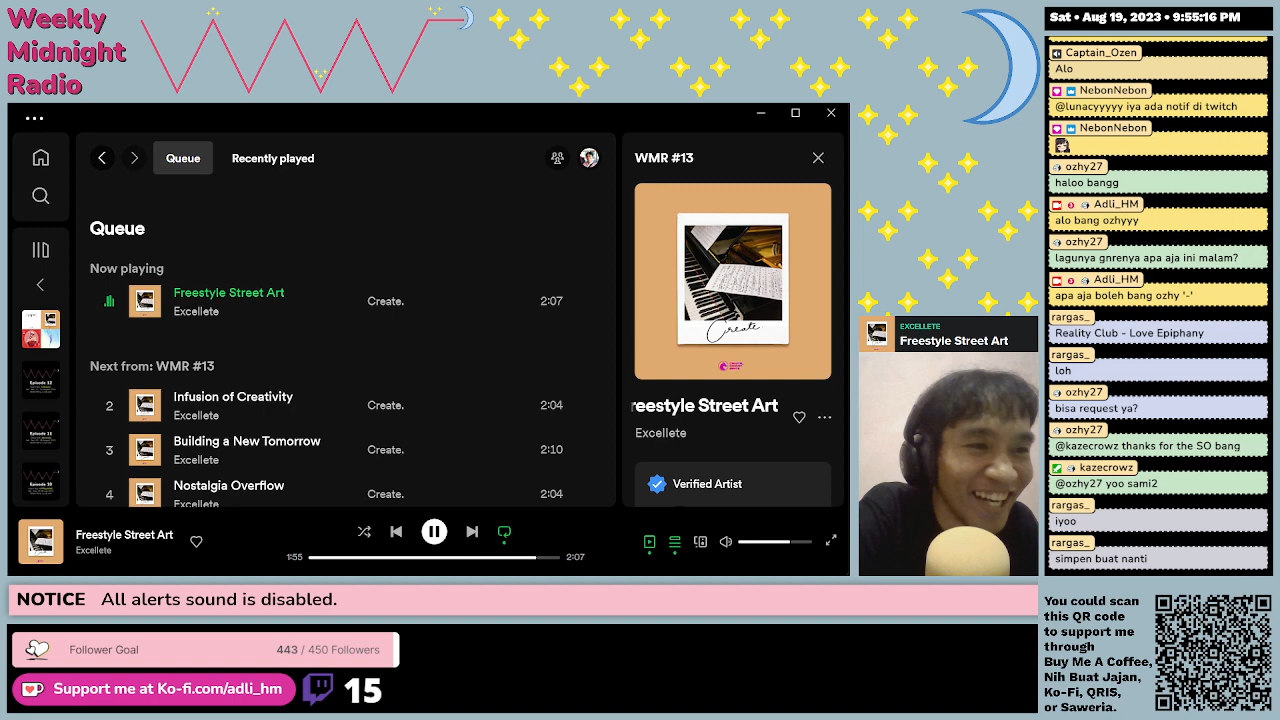 Weekly
Midnight
Radio
Sat • Aug 19, 2023 • 9:55:16 PM
Captain_Ozen
Alo
NebonNebon
@lunacyyyyy iya ada notif di twitch
NebonNebon
ozhy27
haloo bangg
Adli_HM
alo bang ozhyyy
ozhy27
lagunya gnrenya apa aja ini malam?
Adli_HM
apa aja boleh bang ozhy '-'
rargas_
Reality Club - Love Epiphany
rargas_
loh
ozhy27
bisa request ya?
ozhy27
@kazecrowz thanks for the SO bang
kazecrowz
@ozhy27 yoo sami2
rargas_
iyoo
rargas_
simpen buat nanti
Queue
Recently played
Queue
Now playing
Freestyle Street Art
Excellete
Create.
2:07
Next from: WMR #13
2
Infusion of Creativity
Excellete
Create.
2:04
3
Building a New Tomorrow
Excellete
Create.
2:10
4
Nostalgia Overflow
Excellete
Create.
2:04
Episode 12
Episode 11
Episode 10
WMR #13
Create
reestyle Street Art
Excellete
Verified Artist
Freestyle Street Art
Excellete
1:55
2:07
EXCELLETE
Freestyle Street Art
NOTICE All alerts sound is disabled.
Follower Goal
443 / 450 Followers
Support me at Ko-fi.com/adli_hm
15
You could scan
this QR code
to support me
through
Buy Me A Coffee,
Nih Buat Jajan,
Ko-Fi, QRIS,
or Saweria.